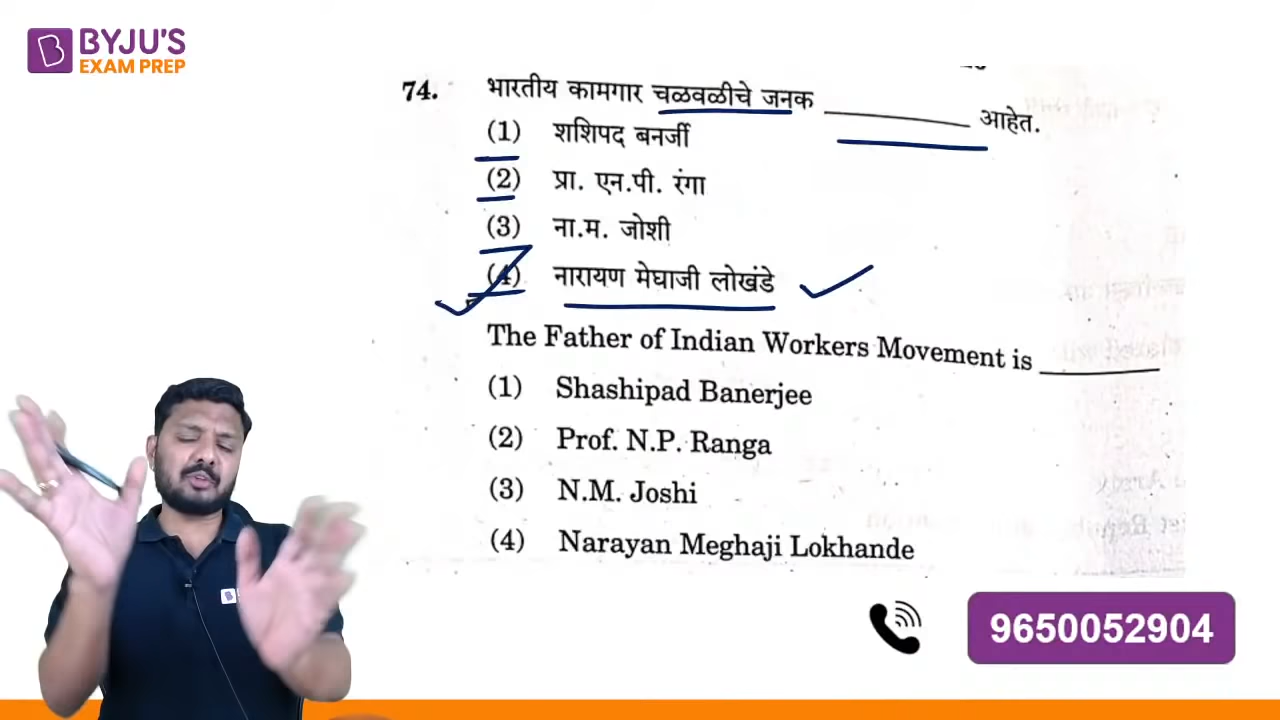 BYJU'S
EXAM PREP
74. भारतीय कामगार चळवळीचे जनक __________ आहेत.
(1) शशिपद बनर्जी
(2) प्रा. एन.पी. रंगा
(3) ना.म. जोशी
(4) नारायण मेघाजी लोखंडे
The Father of Indian Workers Movement is __________
(1) Shashipad Banerjee
(2) Prof. N.P. Ranga
(3) N.M. Joshi
(4) Narayan Meghaji Lokhande
9650052904